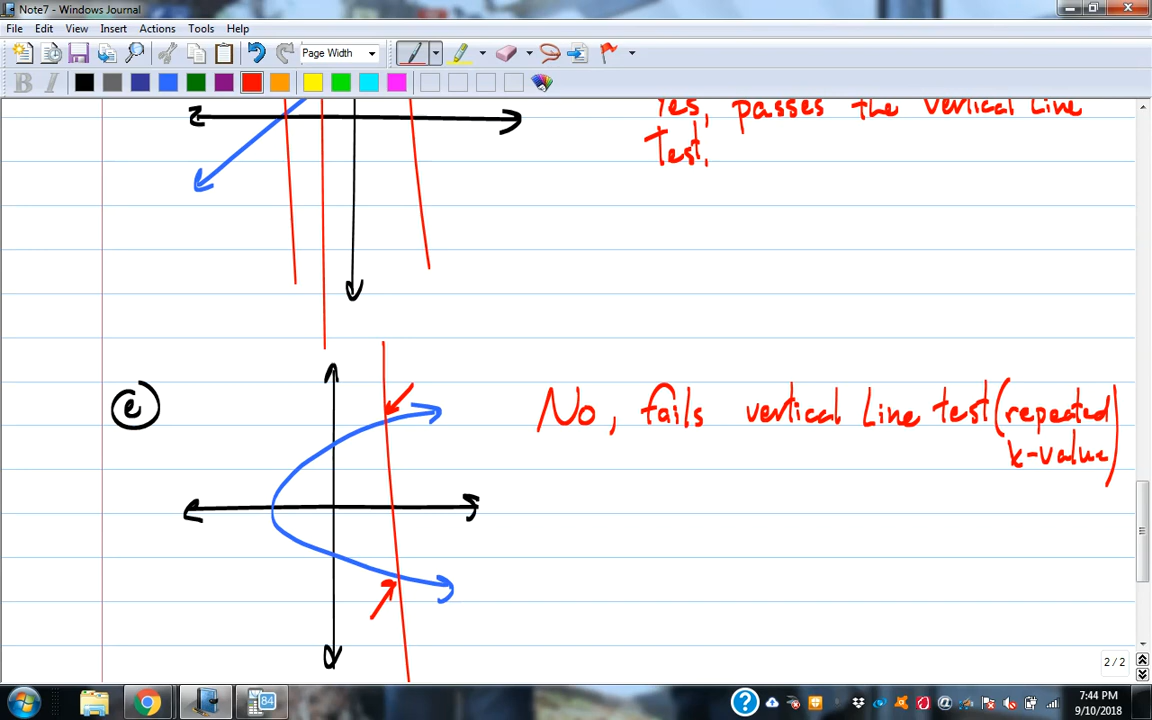 Note7 - Windows Journal
File Edit View Insert Actions Tools Help
Page Width
B I
Yes, passes the vertical Line
Test.
e
No, fails vertical Line test (repeated
x-value)
2 / 2
84
7:44 PM
9/10/2018